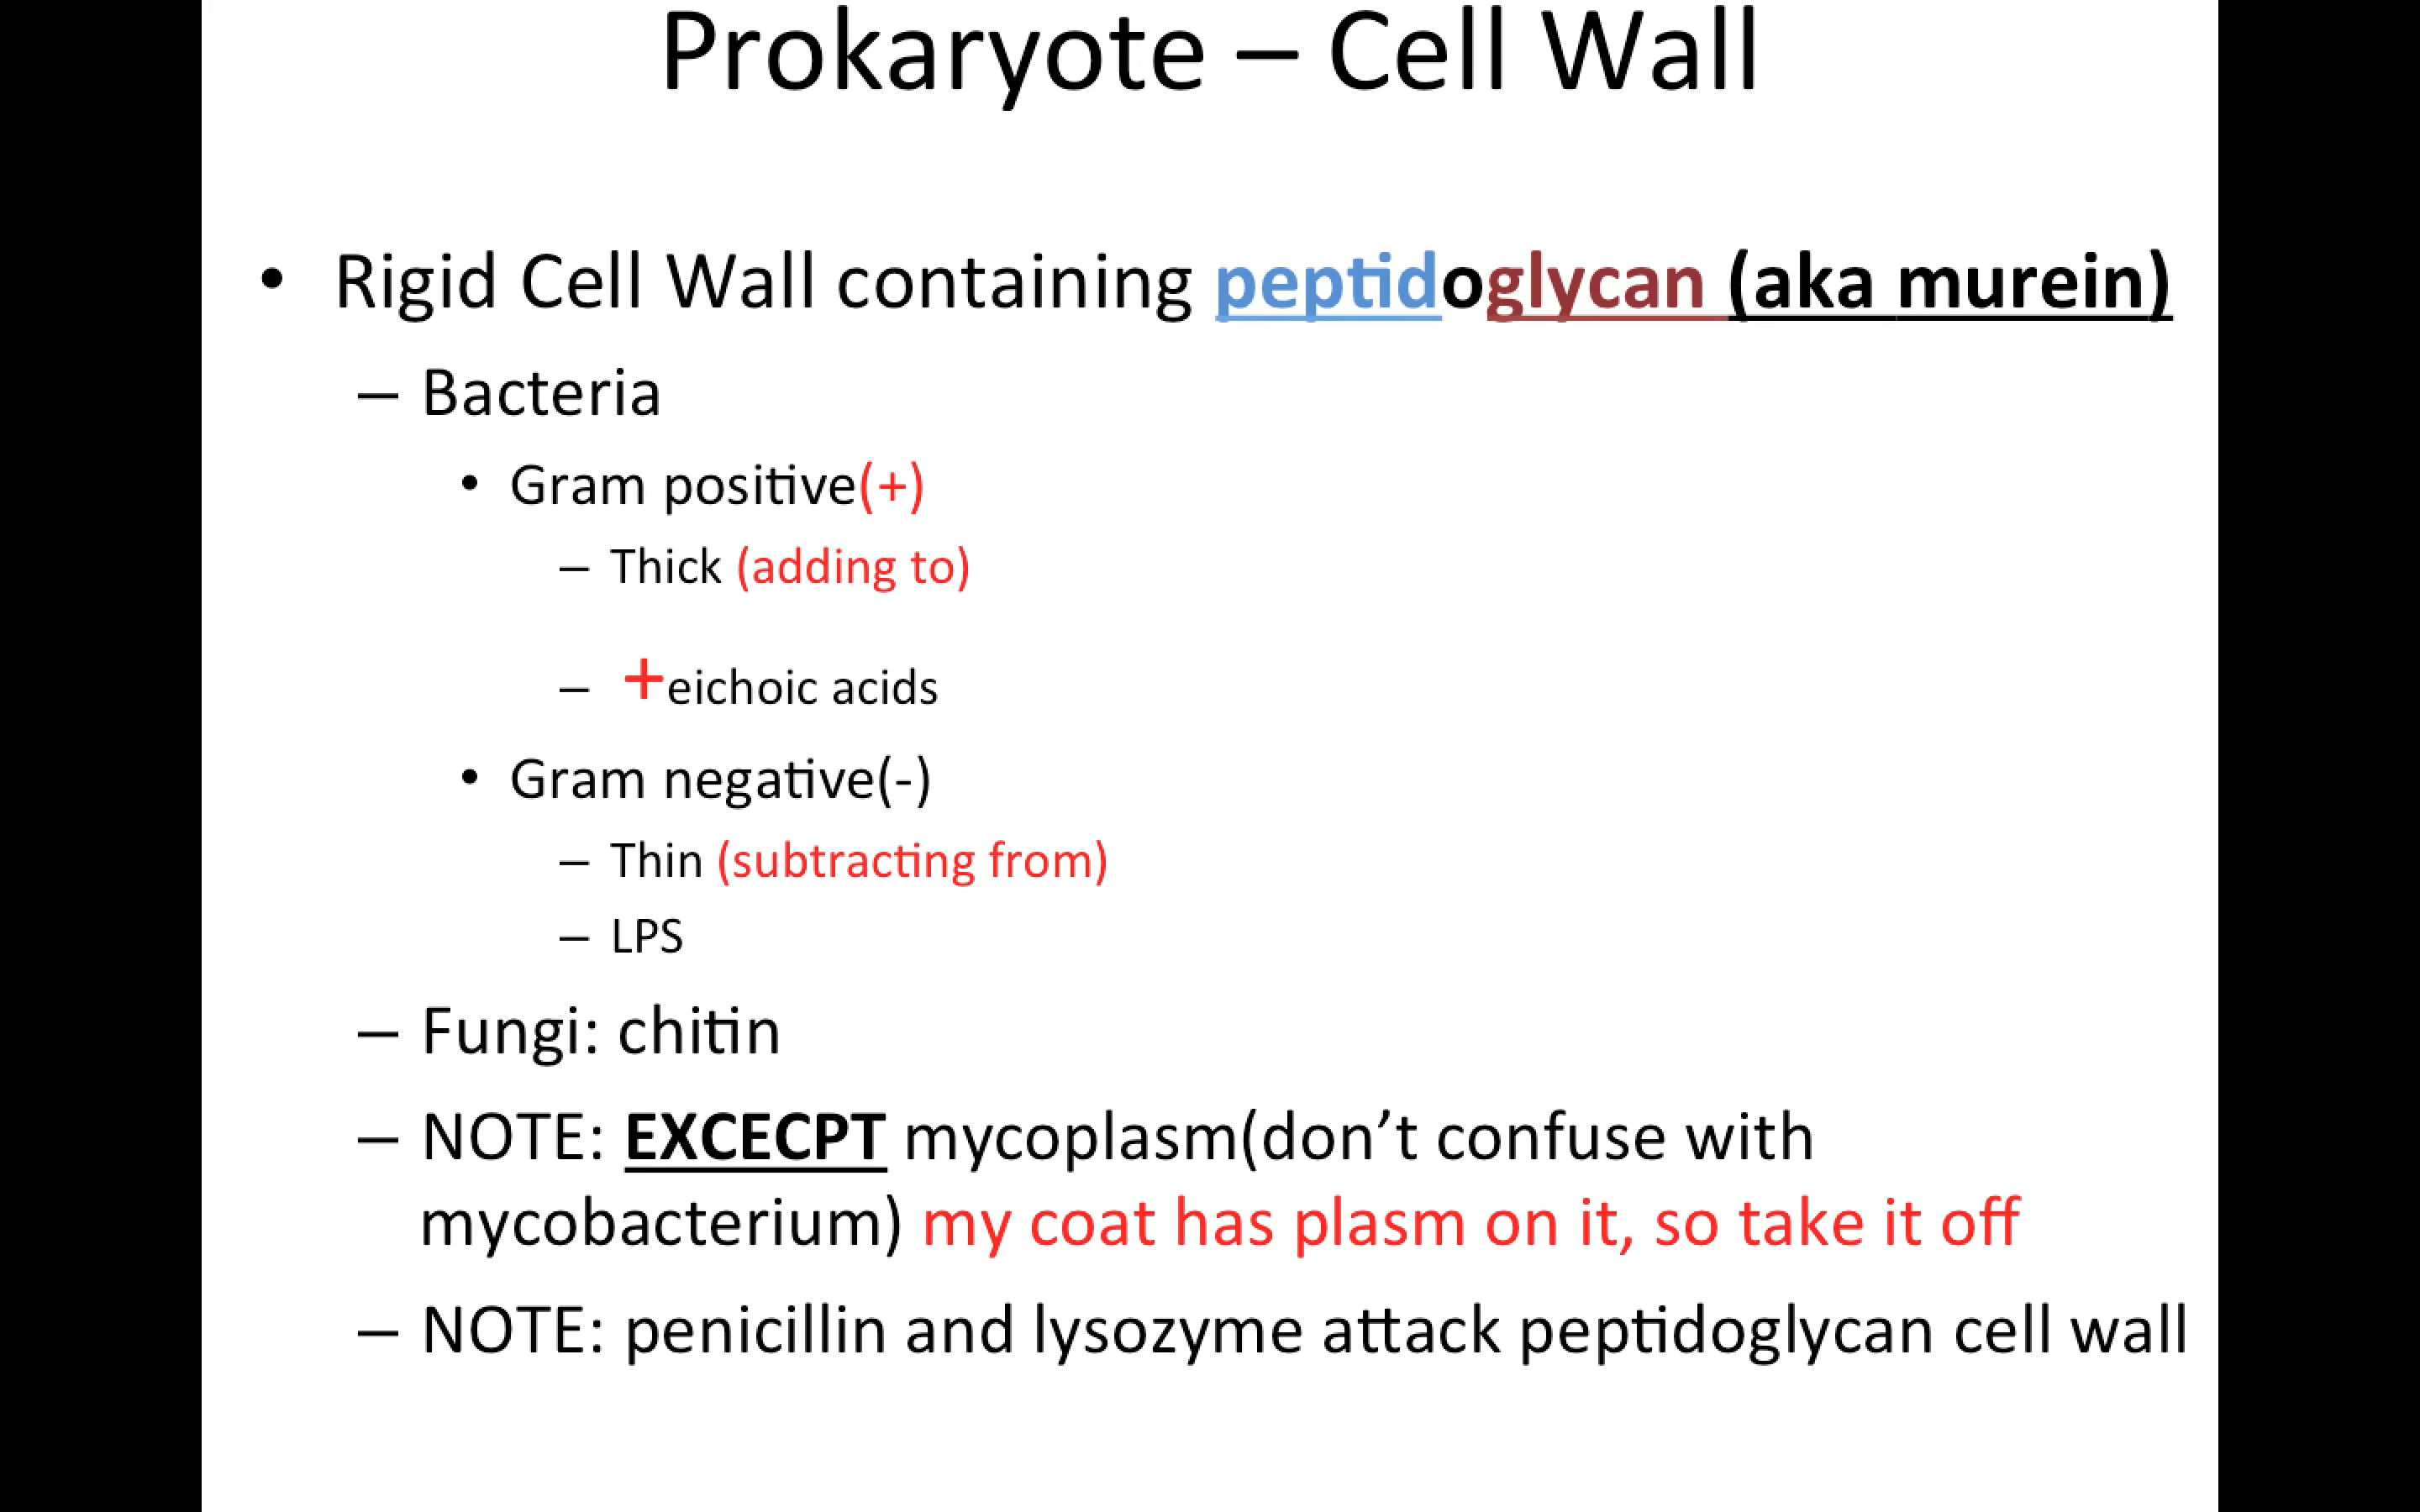 Prokaryote – Cell Wall
• Rigid Cell Wall containing peptidoglycan (aka murein)
– Bacteria
• Gram positive(+)
– Thick (adding to)
– +eichoic acids
• Gram negative(-)
– Thin (subtracting from)
– LPS
– Fungi: chitin
– NOTE: EXCECPT mycoplasm(don’t confuse with
mycobacterium) my coat has plasm on it, so take it off
– NOTE: penicillin and lysozyme attack peptidoglycan cell wall